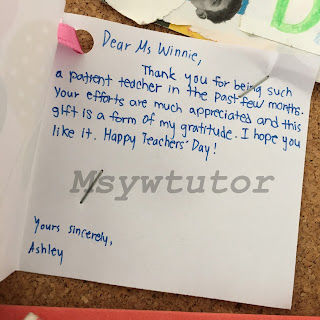 Dear Ms Winnie,
Thank you for being such
a patient teacher in the past few months.
Your efforts are much appreciated and this
gift is a form of my gratitude. I hope you
like it. Happy Teachers' Day!
Msywtutor
Yours sincerely,
Ashley